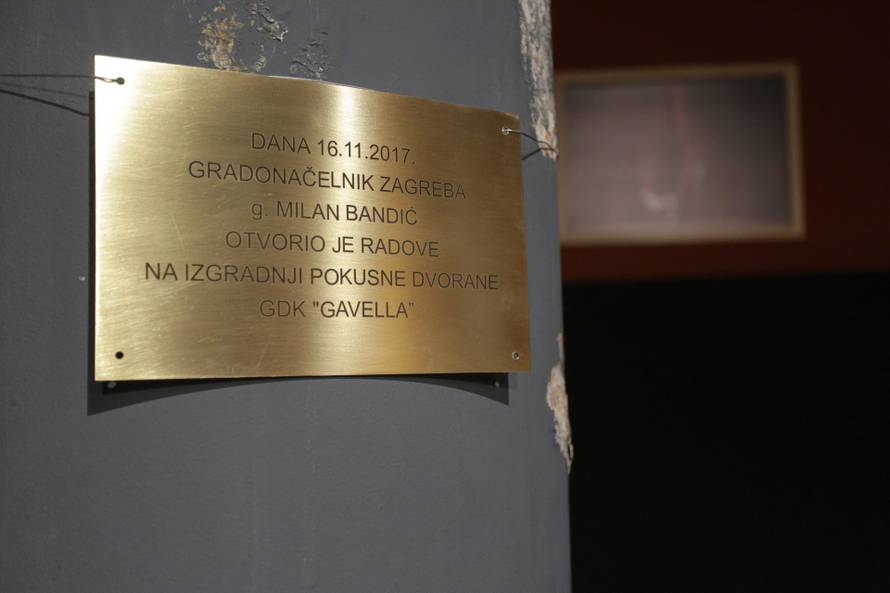 DANA 16.11.2017.
GRADONAČELNIK ZAGREBA
g. MILAN BANDIĆ
OTVORIO JE RADOVE
NA IZGRADNJI POKUSNE DVORANE
GDK "GAVELLA"